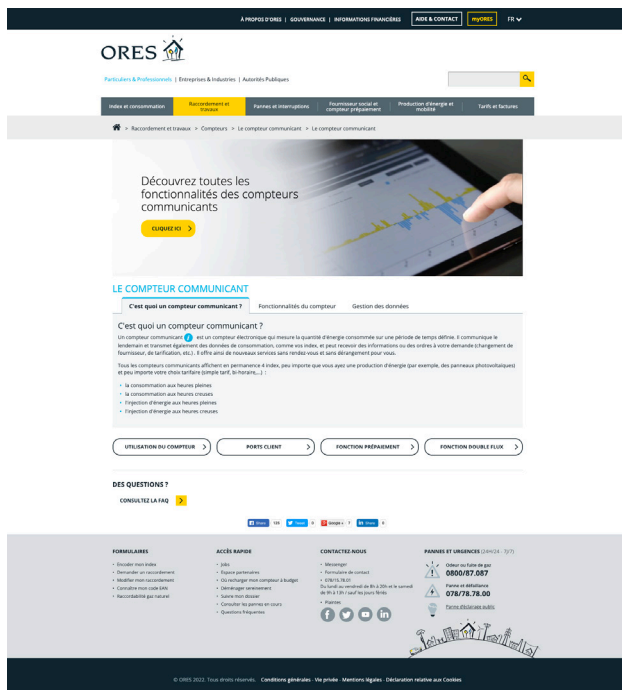 À PROPOS D'ORES | GOUVERNANCE | INFORMATIONS FINANCIÈRES AIDE & CONTACT myORES FR
ORES
Particuliers & Professionnels | Entreprises & Industries | Autorités Publiques
Index et consommation
Raccordement et travaux
Pannes et interruptions
Fournisseur social et compteur prépaiement
Production d'énergie et mobilité
Tarifs et factures
> Raccordement et travaux > Compteurs > Le compteur communicant > Le compteur communicant
Découvrez toutes les
fonctionnalités des compteurs
communicants
CLIQUEZ ICI
LE COMPTEUR COMMUNICANT
C'est quoi un compteur communicant ? Fonctionnalités du compteur Gestion des données
C'est quoi un compteur communicant ?
Un compteur communicant i est un compteur électronique qui mesure la quantité d'énergie consommée sur une période de temps définie. Il communique le
lendemain et transmet également des données de consommation, comme vos index, et peut recevoir des informations ou des ordres à votre demande (changement de
fournisseur, de tarification, etc.) . Il offre ainsi de nouveaux services sans rendez-vous et sans dérangement pour vous.
Tous les compteurs communicants affichent en permanence 4 index, peu importe que vous ayez une production d'énergie (par exemple, des panneaux photovoltaïques)
et peu importe votre choix tarifaire (simple tarif, bi-horaire,...) :
• la consommation aux heures pleines
• la consommation aux heures creuses
• l'injection d'énergie aux heures pleines
• l'injection d'énergie aux heures creuses
UTILISATION DU COMPTEUR PORTS CLIENT FONCTION PRÉPAIEMENT FONCTION DOUBLE FLUX
DES QUESTIONS ?
CONSULTEZ LA FAQ
Share 135 Tweet 0 Google + 7 Share 0
FORMULAIRES
• Encoder mon index
• Demander un raccordement
• Modifier mon raccordement
• Connaître mon code EAN
• Raccordabilité gaz naturel
ACCÈS RAPIDE
• Jobs
• Espace partenaires
• Où recharger mon compteur à budget
• Déménager sereinement
• Suivre mon dossier
• Consulter les pannes en cours
• Questions fréquentes
CONTACTEZ-NOUS
• Messenger
• Formulaire de contact
• 078/15.78.01
Du lundi au vendredi de 8h à 20h et le samedi
de 9h à 13h / sauf les jours fériés
• Plaintes
PANNES ET URGENCES (24H/24 - 7J/7)
Odeur ou fuite de gaz
0800/87.087
Panne et défaillance
078/78.78.00
Panne d'éclairage public
© ORES 2022. Tous droits réservés. Conditions générales - Vie privée - Mentions légales - Déclaration relative aux Cookies